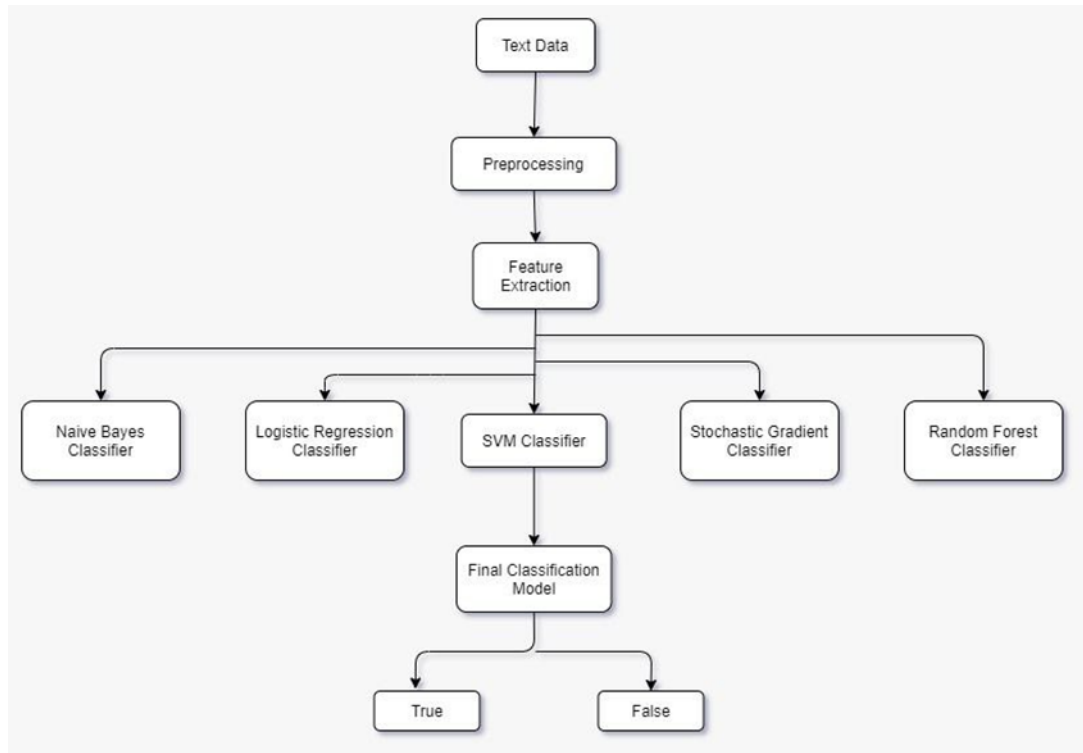 Text Data
Preprocessing
Feature
Extraction
Naive Bayes
Classifier
Logistic Regression
Classifier
SVM Classifier
Stochastic Gradient
Classifier
Random Forest
Classifier
Final Classification
Model
True
False